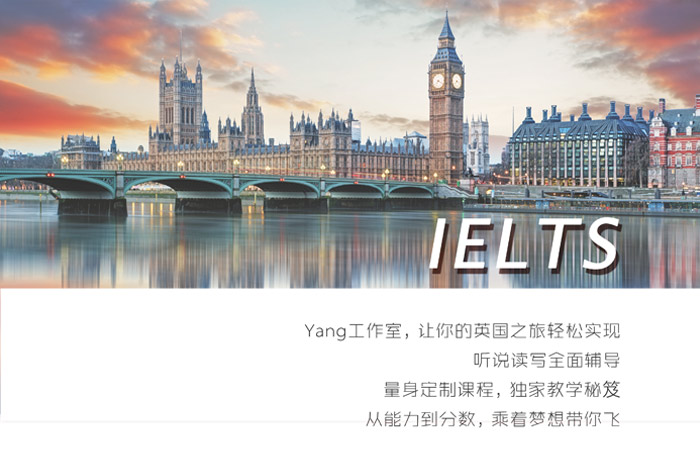 IELTS
Yang工作室，让你的英国之旅轻松实现
听说读写全面辅导
量身定制课程，独家教学秘笈
从能力到分数，乘着梦想带你飞